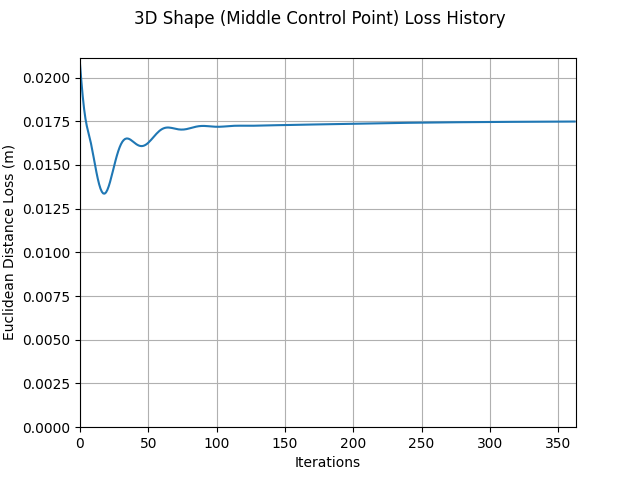 3D Shape (Middle Control Point) Loss History
0.0200
0.0175
0.0150
0.0125
0.0100
0.0075
0.0050
0.0025
0.0000
Euclidean Distance Loss (m)
0 50 100 150 200 250 300 350
Iterations